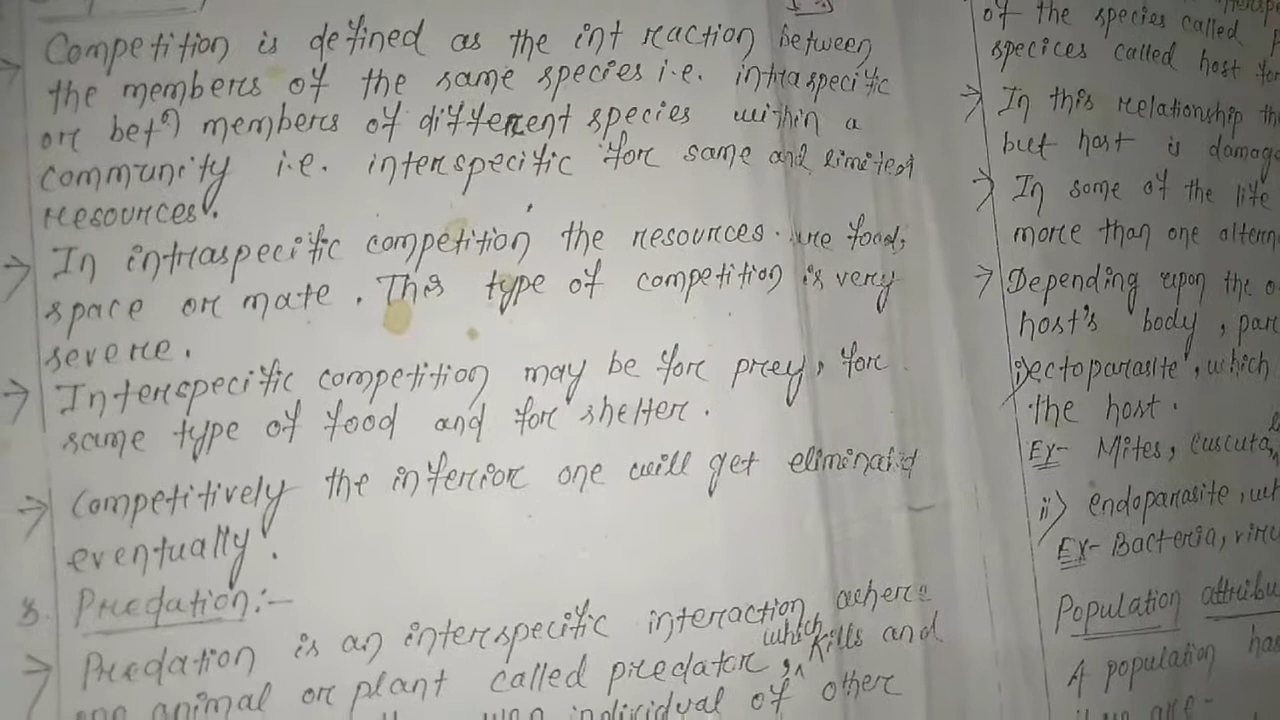 Competition is defined as the int reaction between
the members of the same species i.e. intraspecific
or betn members of different species within a
community i.e. interspecific for same and limited
resources.
→ In intraspecific competition the resources are food,
space or mate. This type of competition is very
severe.
→ Interspecific competition may be for prey, for
same type of food and for shelter.
→ Competitively the inferior one will get eliminated
eventually.
3. Predation:-
→ Predation is an interspecific interaction, where
one animal or plant called predator, which kills and
individual of other
of the species called
specices called host for
→ In this relationship the
but host is damage
→ In some of the life
more than one altern
→ Depending upon the o
host's body, par
i) ectoparasite, which
the host.
Ex- Mites, Cuscuta,
ii) endoparasite, wh
Ex- Bacteria, viru
Population attribu
A population has
are -